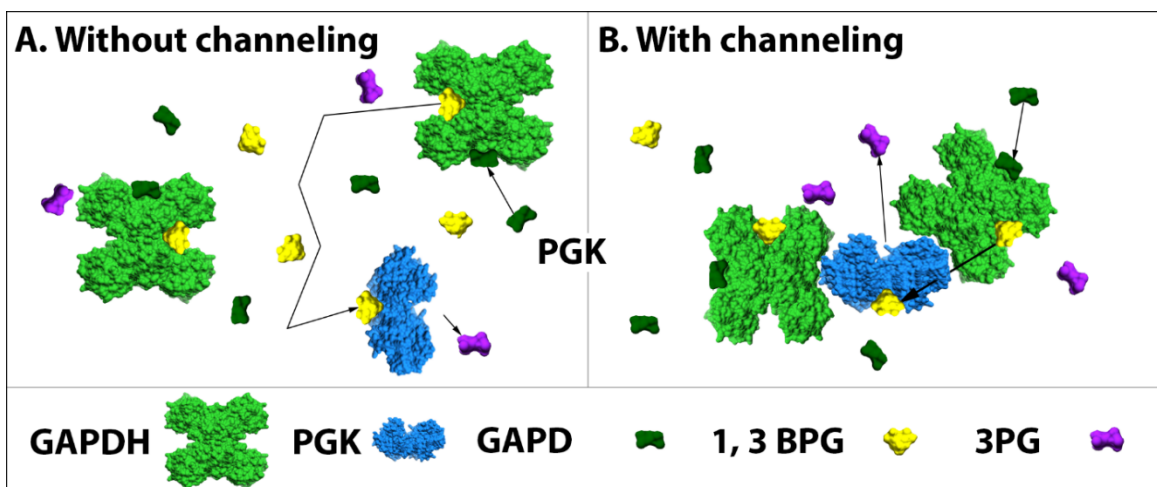 A. Without channeling
B. With channeling
PGK
GAPDH PGK GAPD 1, 3 BPG 3PG